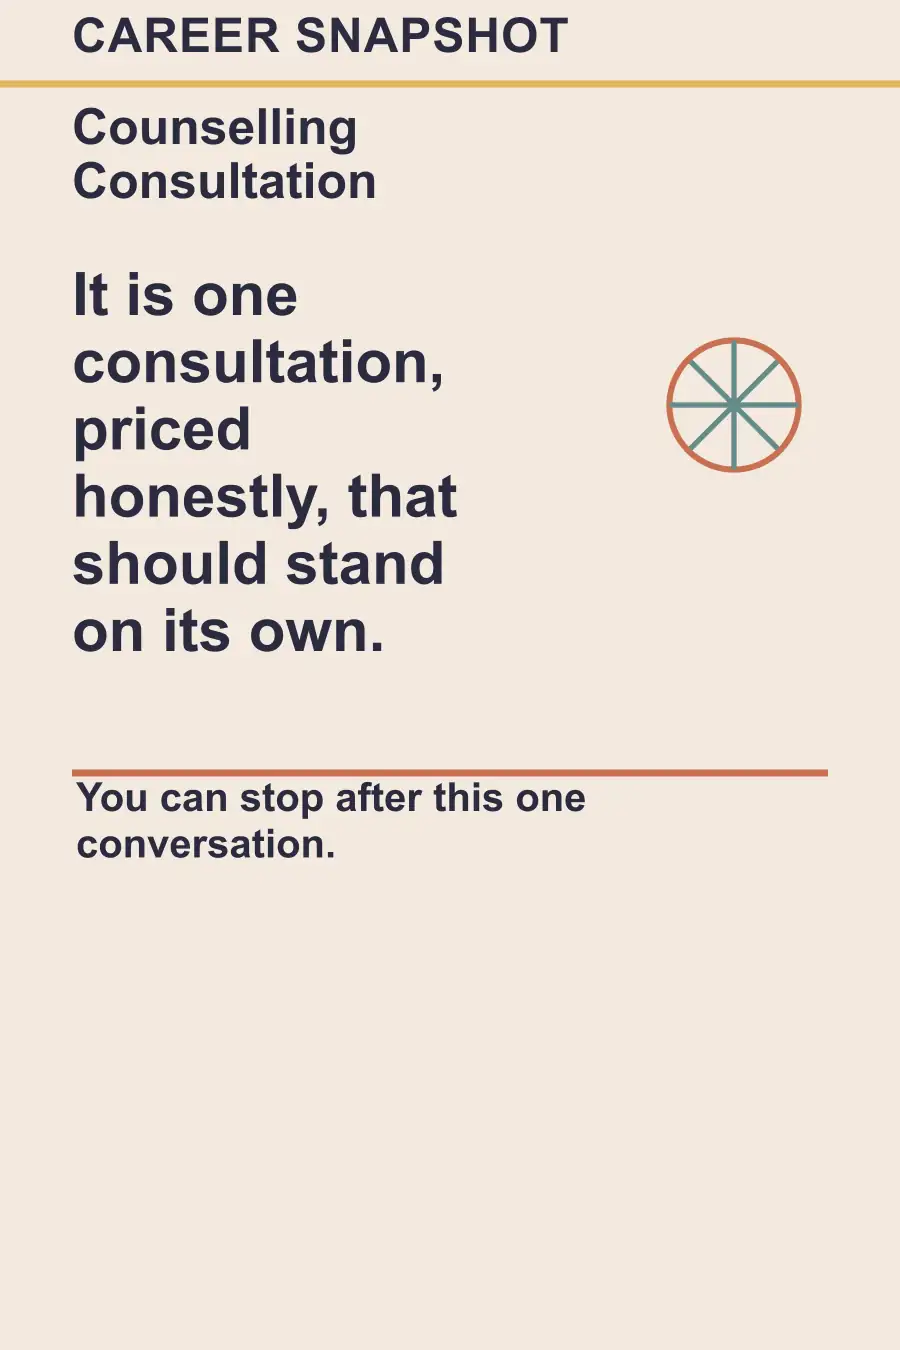 CAREER SNAPSHOT
Counselling
Consultation
It is one
consultation,
priced
honestly, that
should stand
on its own.
You can stop after this one
conversation.